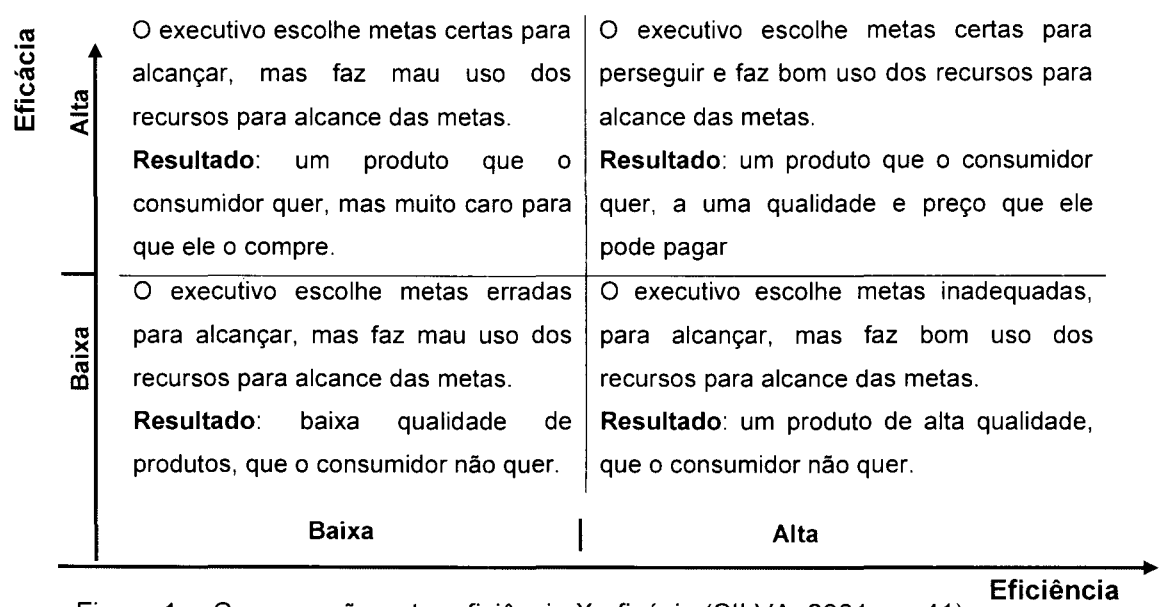 Eficácia
Alta
O executivo escolhe metas certas para
alcançar, mas faz mau uso dos
recursos para alcance das metas.
Resultado: um produto que o
consumidor quer, mas muito caro para
que ele o compre.
O executivo escolhe metas certas para
perseguir e faz bom uso dos recursos para
alcance das metas.
Resultado: um produto que o consumidor
quer, a uma qualidade e preço que ele
pode pagar
Baixa
O executivo escolhe metas erradas
para alcançar, mas faz mau uso dos
recursos para alcance das metas.
Resultado: baixa qualidade de
produtos, que o consumidor não quer.
O executivo escolhe metas inadequadas,
para alcançar, mas faz bom uso dos
recursos para alcance das metas.
Resultado: um produto de alta qualidade,
que o consumidor não quer.
Baixa
Alta
Eficiência